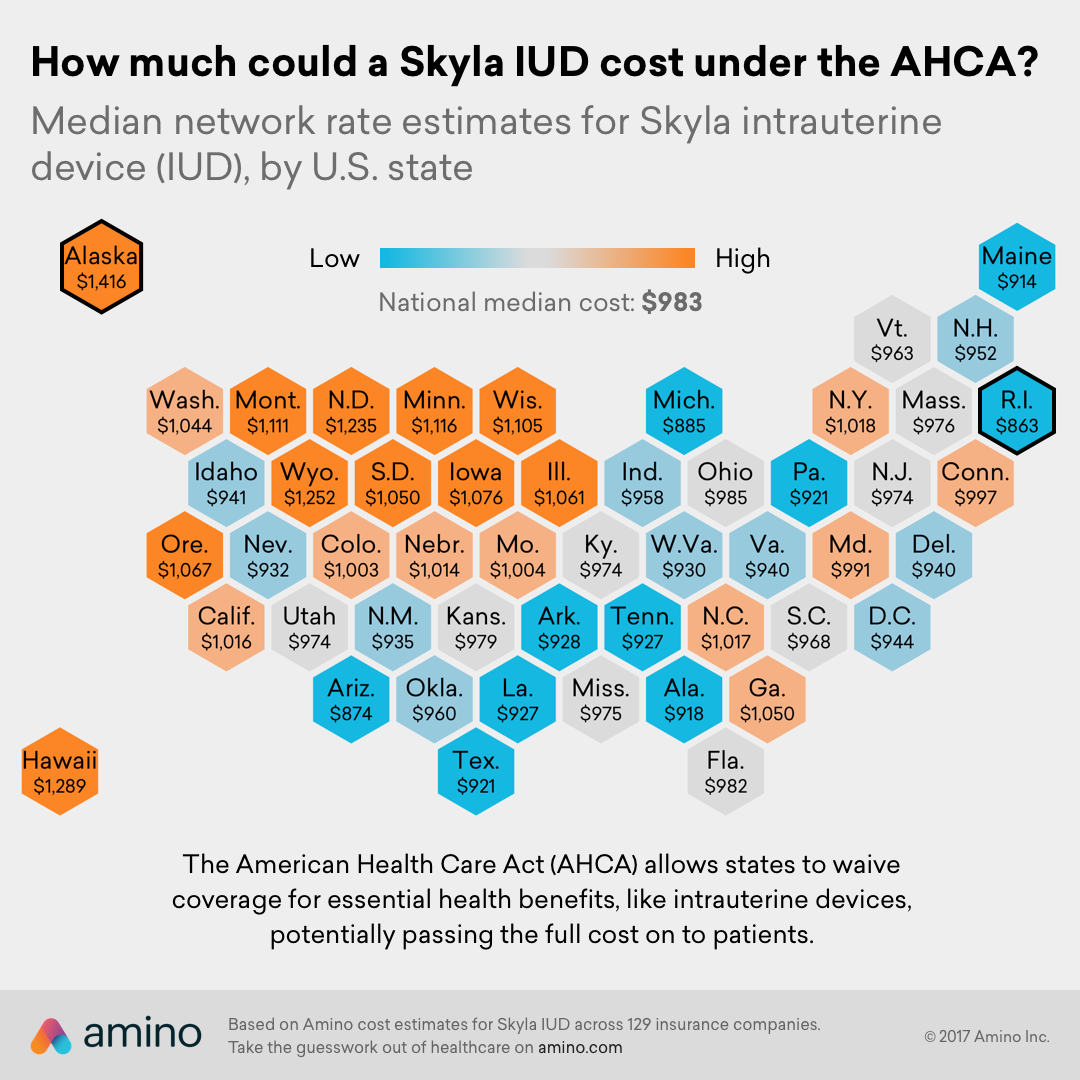 How much could a Skyla IUD cost under the AHCA?
Median network rate estimates for Skyla intrauterine
device (IUD), by U.S. state
Alaska
$1,416
Low
High
National median cost: $983
Maine
$914
Vt.
$963
N.H.
$952
Wash.
$1,044
Mont.
$1,111
N.D.
$1,235
Minn.
$1,116
Wis.
$1,105
Mich.
$885
N.Y.
$1,018
Mass.
$976
R.I.
$863
Idaho
$941
Wyo.
$1,252
S.D.
$1,050
Iowa
$1,076
Ill.
$1,061
Ind.
$958
Ohio
$985
Pa.
$921
N.J.
$974
Conn.
$997
Ore.
$1,067
Nev.
$932
Colo.
$1,003
Nebr.
$1,014
Mo.
$1,004
Ky.
$974
W.Va.
$930
Va.
$940
Md.
$991
Del.
$940
Calif.
$1,016
Utah
$974
N.M.
$935
Kans.
$979
Ark.
$928
Tenn.
$927
N.C.
$1,017
S.C.
$968
D.C.
$944
Ariz.
$874
Okla.
$960
La.
$927
Miss.
$975
Ala.
$918
Ga.
$1,050
Hawaii
$1,289
Tex.
$921
Fla.
$982
The American Health Care Act (AHCA) allows states to waive
coverage for essential health benefits, like intrauterine devices,
potentially passing the full cost on to patients.
amino
Based on Amino cost estimates for Skyla IUD across 129 insurance companies.
Take the guesswork out of healthcare on amino.com
© 2017 Amino Inc.